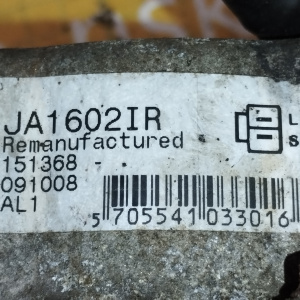 JA1602IR
Remanufactured
151368 -
091008
AL1
L
S
5 705541 033016